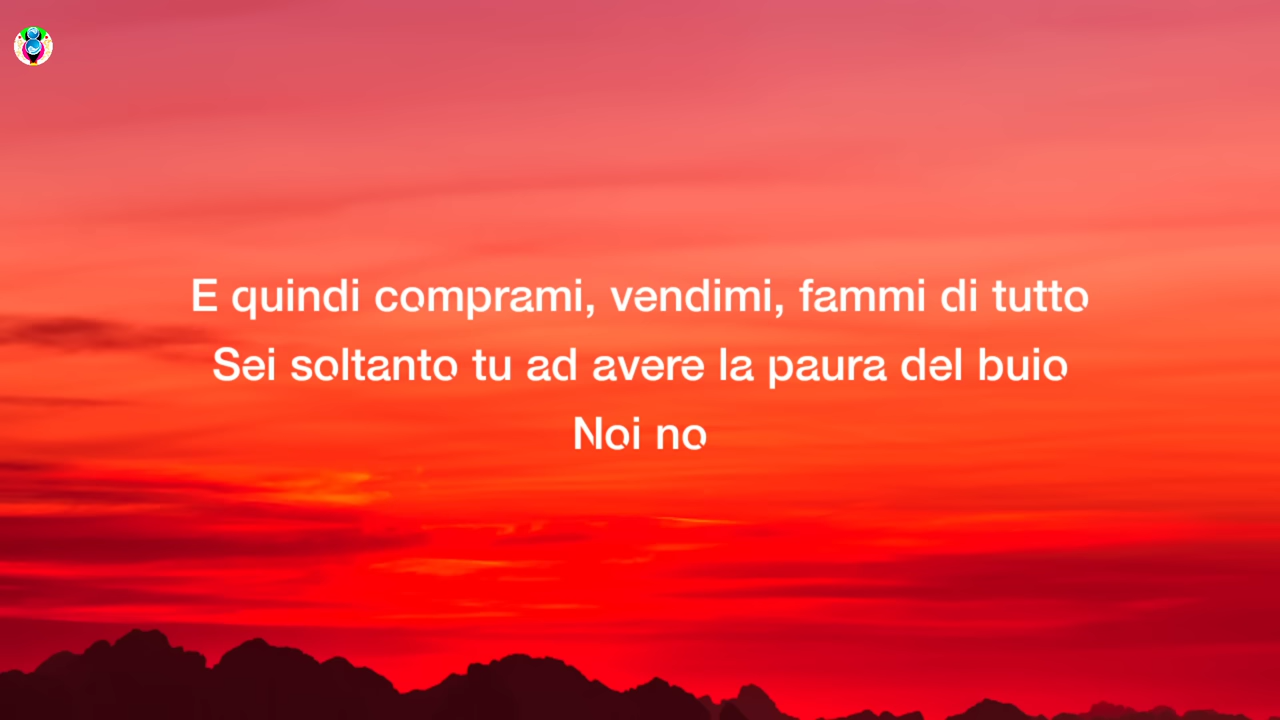 E quindi comprami, vendimi, fammi di tutto
Sei soltanto tu ad avere la paura del buio
Noi no